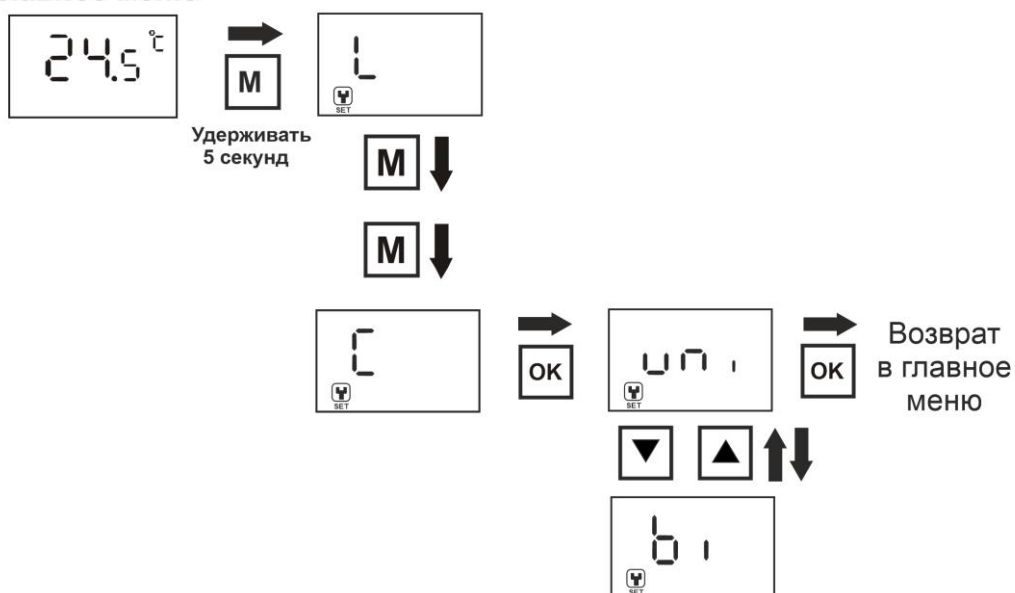 24.5 °C
M
Удерживать
5 секунд
L
SET
M
M
C
SET
OK
uni
SET
OK
Возврат
в главное
меню
bi
SET